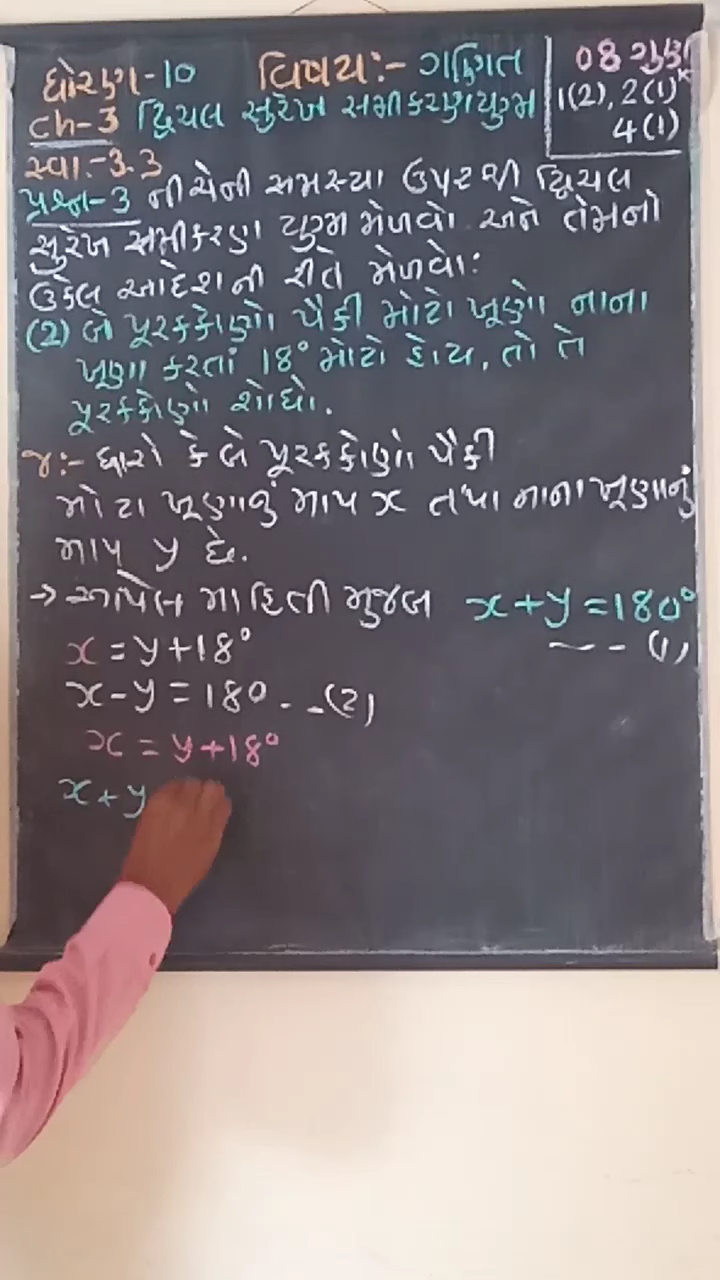 ધોરણ-10 વિષય:- ગણિત
08 ગુણ
1(2), 2(1)
4(1)
Ch-3 દ્વિચલ સુરેખ સમીકરણયુગ્મ
સ્વા.-3.3
પ્રશ્ન-3 નીચેની સમસ્યા ઉપરથી દ્વિચલ
સુરેખ સમીકરણ યુગ્મ મેળવો અને તેમનો
ઉકેલ આદેશની રીતે મેળવો:
(2) બે પૂરકકોણો પૈકી મોટો ખૂણો નાના
ખૂણા કરતાં 18° મોટો હોય, તો તે
પૂરકકોણો શોધો.
જ:- ધારો કે બે પૂરકકોણો પૈકી
મોટા ખૂણાનું માપ x તથા નાના ખૂણાનું
માપ y છે.
→ આપેલ માહિતી મુજબ x+y=180°
--- (1)
x=y+18°
x-y=180 --(2)
x=y+18°
x+y